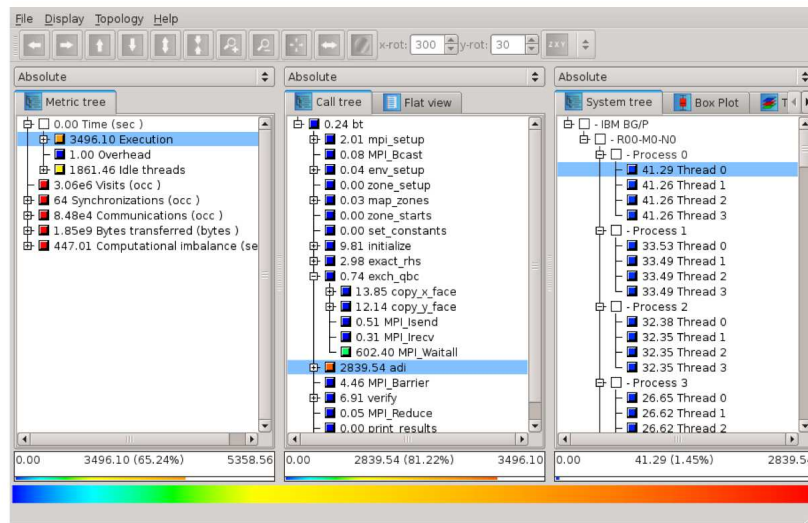 File Display Topology Help
x-rot: 300 y-rot: 30
Absolute
Metric tree
0.00 Time (sec )
3496.10 Execution
1.00 Overhead
1861.46 Idle threads
3.06e6 Visits (occ )
64 Synchronizations (occ )
8.48e4 Communications (occ )
1.85e9 Bytes transferred (bytes )
447.01 Computational imbalance (se
0.00 3496.10 (65.24%) 5358.56
Absolute
Call tree Flat view
0.24 bt
2.01 mpi_setup
0.08 MPI_Bcast
0.04 env_setup
0.00 zone_setup
0.03 map_zones
0.00 zone_starts
0.00 set_constants
9.81 initialize
2.98 exact_rhs
0.74 exch_qbc
13.85 copy_x_face
12.14 copy_y_face
0.51 MPI_Isend
0.31 MPI_Irecv
602.40 MPI_Waitall
2839.54 adi
4.46 MPI_Barrier
6.91 verify
0.05 MPI_Reduce
0.00 print_results
0.00 2839.54 (81.22%) 3496.10
Absolute
System tree Box Plot T
- IBM BG/P
- R00-M0-N0
- Process 0
41.29 Thread 0
41.26 Thread 1
41.26 Thread 2
41.26 Thread 3
- Process 1
33.53 Thread 0
33.49 Thread 1
33.49 Thread 2
33.49 Thread 3
- Process 2
32.38 Thread 0
32.35 Thread 1
32.35 Thread 2
32.35 Thread 3
- Process 3
26.65 Thread 0
26.62 Thread 1
26.62 Thread 2
0.00 41.29 (1.45%) 2839.54